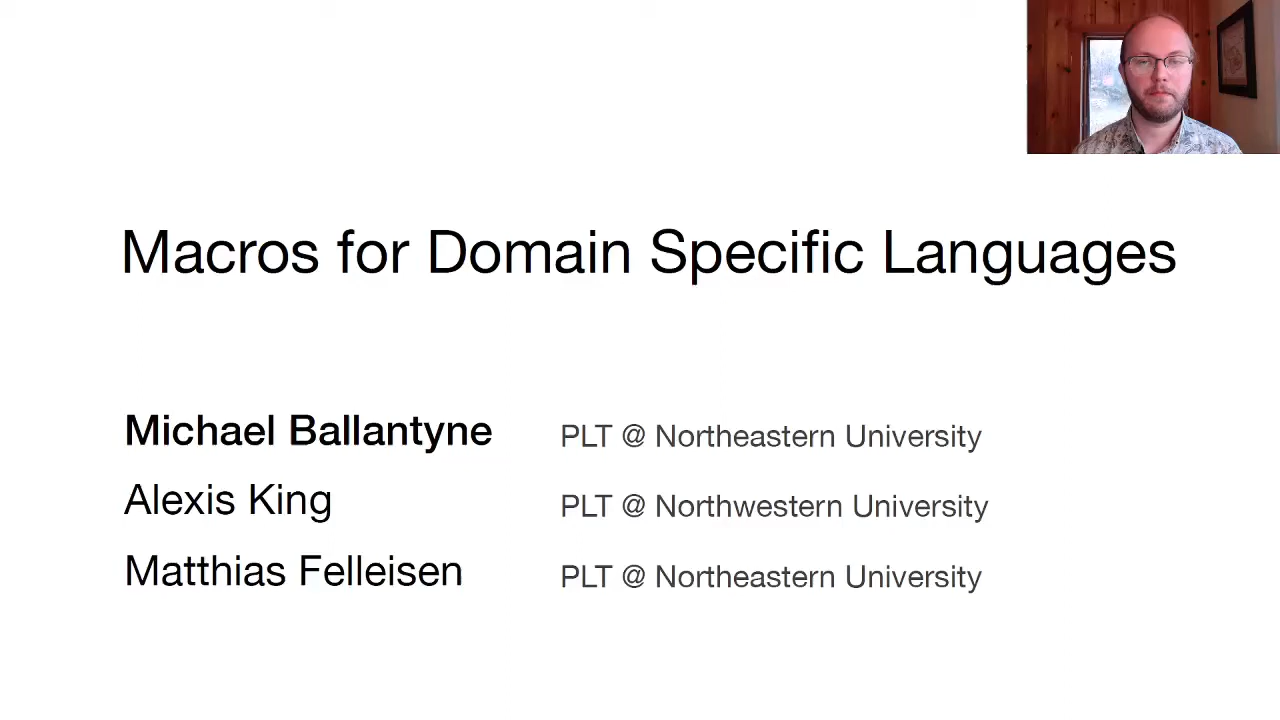 Macros for Domain Specific Languages
Michael Ballantyne PLT @ Northeastern University
Alexis King PLT @ Northwestern University
Matthias Felleisen PLT @ Northeastern University